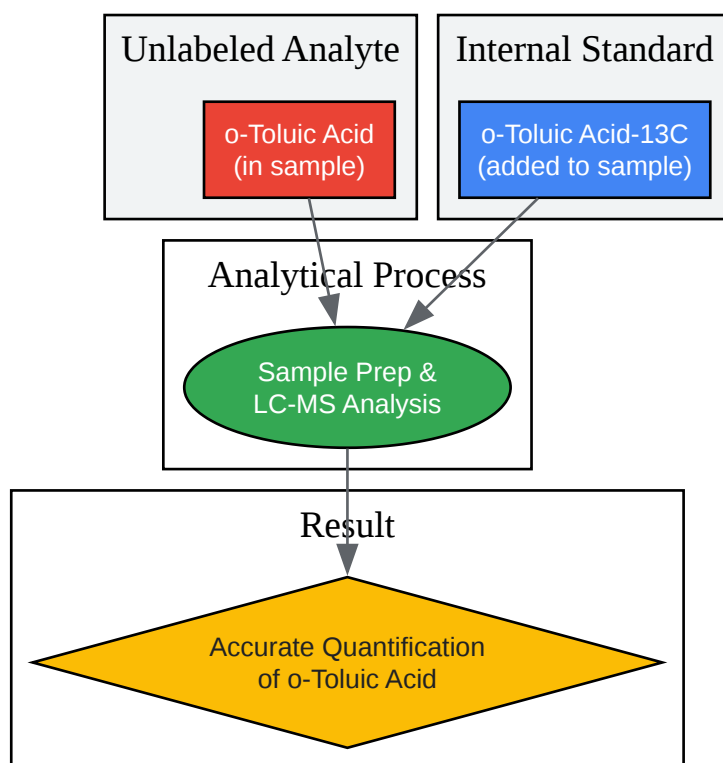 Unlabeled Analyte
o-Toluic Acid
(in sample)
Internal Standard
o-Toluic Acid-13C
(added to sample)
Analytical Process
Sample Prep &
LC-MS Analysis
Result
Accurate Quantification
of o-Toluic Acid